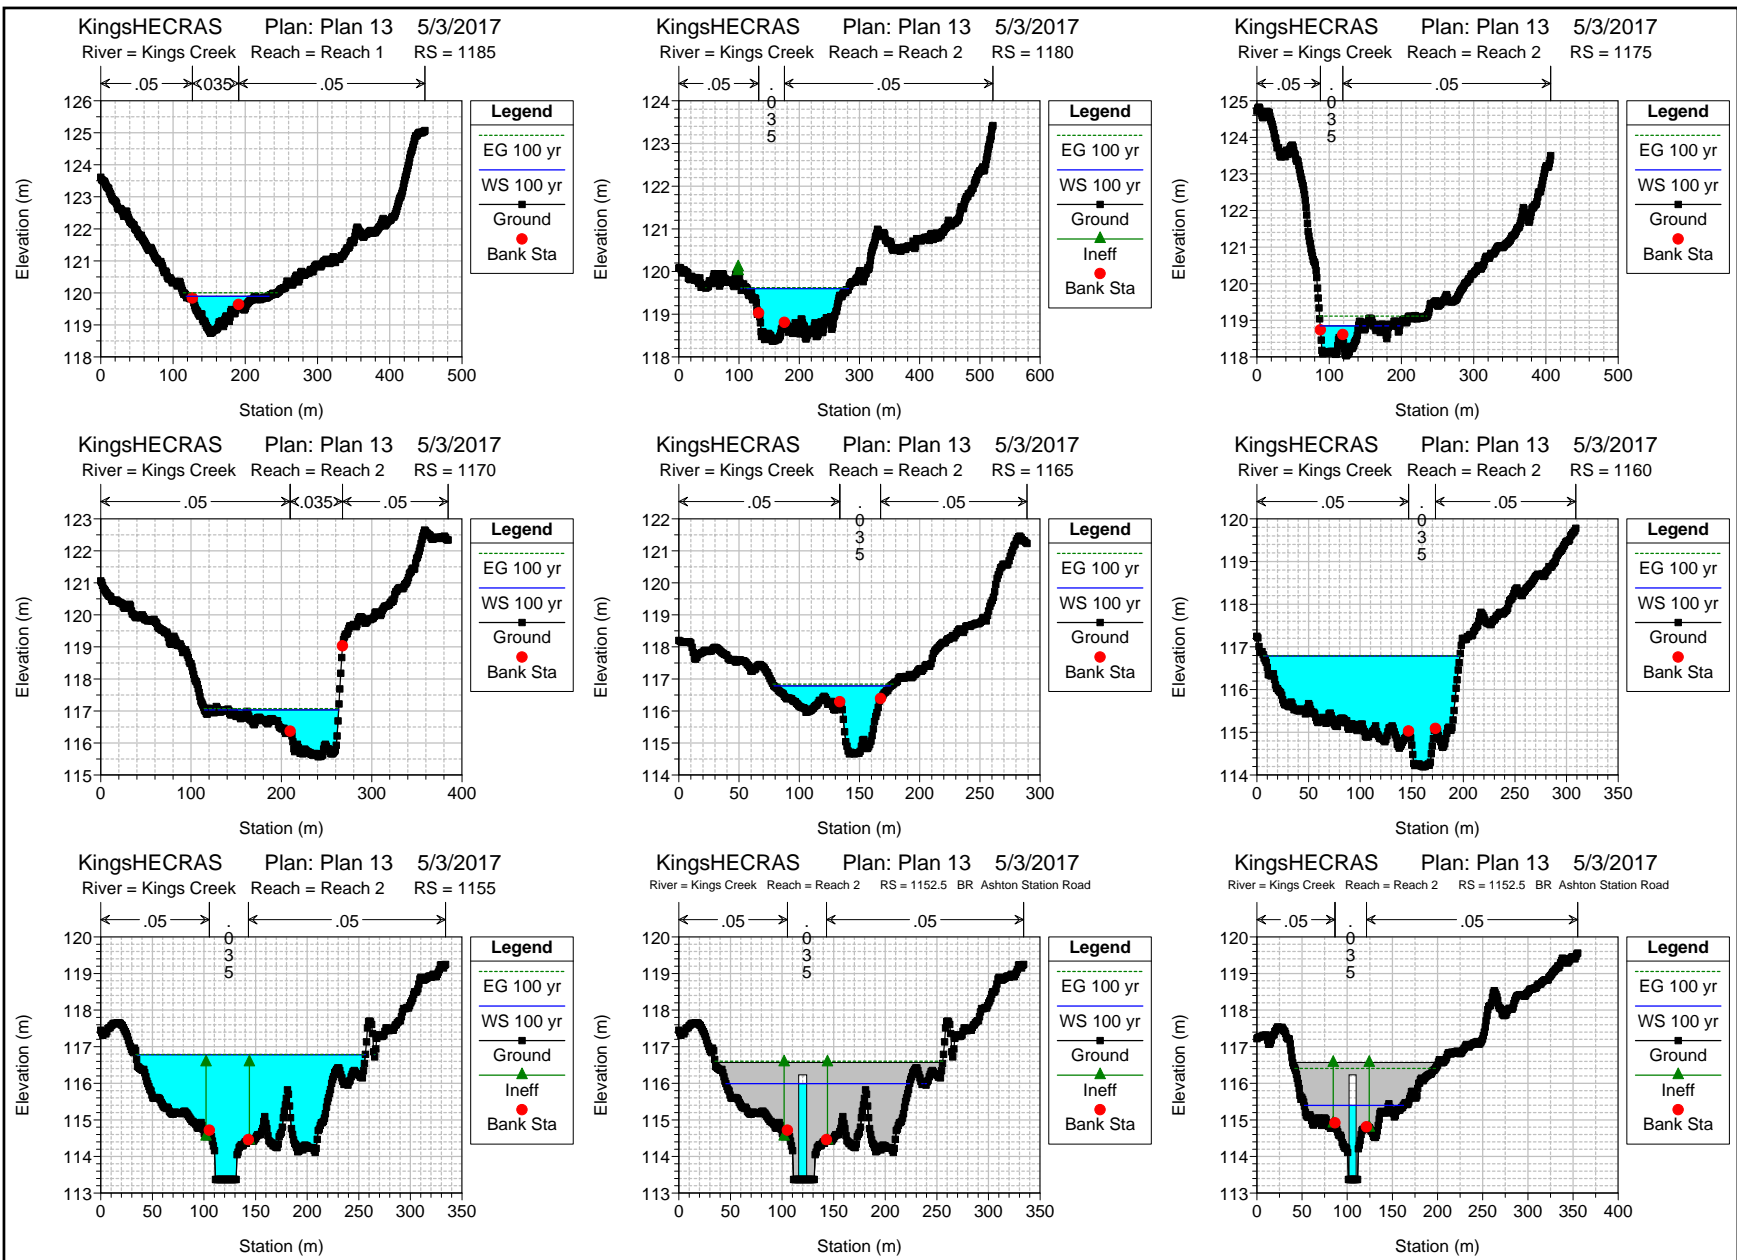 KingsHECRAS Plan: Plan 13 5/3/2017
River = Kings Creek Reach = Reach 1 RS = 1185
.05 .035 .05
126
125
124
123
122
121
120
119
118
0 100 200 300 400 500
Station (m)
Elevation (m)
Legend
EG 100 yr
WS 100 yr
Ground
Bank Sta
KingsHECRAS Plan: Plan 13 5/3/2017
River = Kings Creek Reach = Reach 2 RS = 1180
.05 .035 .05
124
123
122
121
120
119
118
0 100 200 300 400 500 600
Station (m)
Elevation (m)
Legend
EG 100 yr
WS 100 yr
Ground
Ineff
Bank Sta
KingsHECRAS Plan: Plan 13 5/3/2017
River = Kings Creek Reach = Reach 2 RS = 1175
.05 .035 .05
125
124
123
122
121
120
119
118
0 100 200 300 400 500
Station (m)
Elevation (m)
Legend
EG 100 yr
WS 100 yr
Ground
Bank Sta
KingsHECRAS Plan: Plan 13 5/3/2017
River = Kings Creek Reach = Reach 2 RS = 1170
.05 .035 .05
123
122
121
120
119
118
117
116
115
0 100 200 300 400
Station (m)
Elevation (m)
Legend
EG 100 yr
WS 100 yr
Ground
Bank Sta
KingsHECRAS Plan: Plan 13 5/3/2017
River = Kings Creek Reach = Reach 2 RS = 1165
.05 .035 .05
122
121
120
119
118
117
116
115
114
0 50 100 150 200 250 300
Station (m)
Elevation (m)
Legend
EG 100 yr
WS 100 yr
Ground
Bank Sta
KingsHECRAS Plan: Plan 13 5/3/2017
River = Kings Creek Reach = Reach 2 RS = 1160
.05 .035 .05
120
119
118
117
116
115
114
0 50 100 150 200 250 300 350
Station (m)
Elevation (m)
Legend
EG 100 yr
WS 100 yr
Ground
Bank Sta
KingsHECRAS Plan: Plan 13 5/3/2017
River = Kings Creek Reach = Reach 2 RS = 1155
.05 .035 .05
120
119
118
117
116
115
114
113
0 50 100 150 200 250 300 350
Station (m)
Elevation (m)
Legend
EG 100 yr
WS 100 yr
Ground
Ineff
Bank Sta
KingsHECRAS Plan: Plan 13 5/3/2017
River = Kings Creek Reach = Reach 2 RS = 1152.5 BR Ashton Station Road
.05 .035 .05
120
119
118
117
116
115
114
113
0 50 100 150 200 250 300 350
Station (m)
Elevation (m)
Legend
EG 100 yr
WS 100 yr
Ground
Ineff
Bank Sta
KingsHECRAS Plan: Plan 13 5/3/2017
River = Kings Creek Reach = Reach 2 RS = 1152.5 BR Ashton Station Road
.05 .035 .05
120
119
118
117
116
115
114
113
0 50 100 150 200 250 300 350 400
Station (m)
Elevation (m)
Legend
EG 100 yr
WS 100 yr
Ground
Ineff
Bank Sta